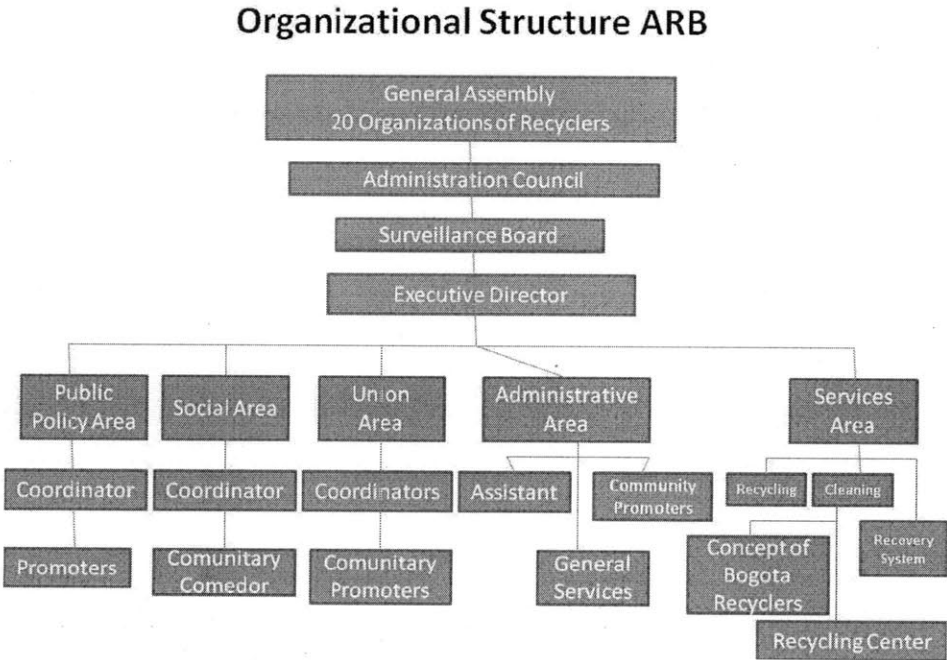 Organizational Structure ARB
General Assembly
20 Organizations of Recyclers
Administration Council
Surveillance Board
Executive Director
Public
Policy Area
Social Area
Union
Area
Administrative
Area
Services
Area
Coordinator
Coordinator
Coordinators
Assistant
Community
Promoters
Recycling
Cleaning
Promoters
Comunitary
Comedor
Comunitary
Promoters
General
Services
Concept of
Bogota
Recyclers
Recovery
System
Recycling Center